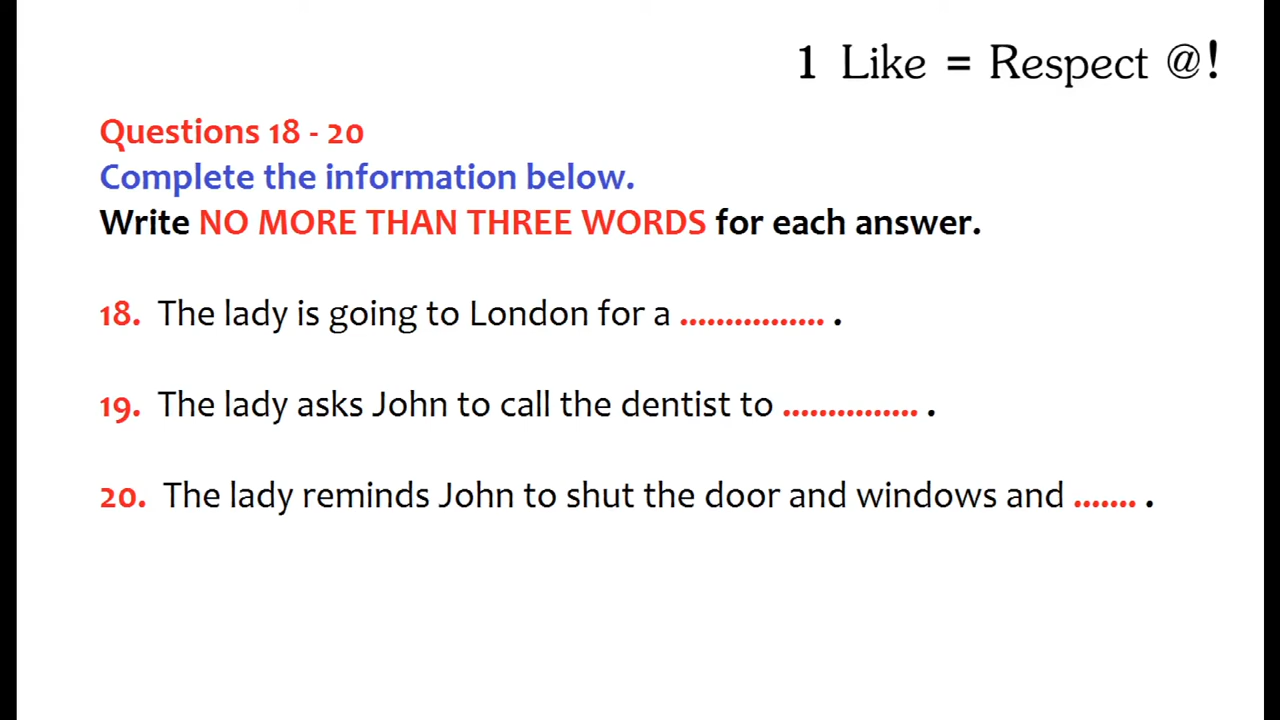 1 Like = Respect @!
Questions 18 - 20
Complete the information below.
Write NO MORE THAN THREE WORDS for each answer.
18. The lady is going to London for a ................ .
19. The lady asks John to call the dentist to ............... .
20. The lady reminds John to shut the door and windows and ....... .